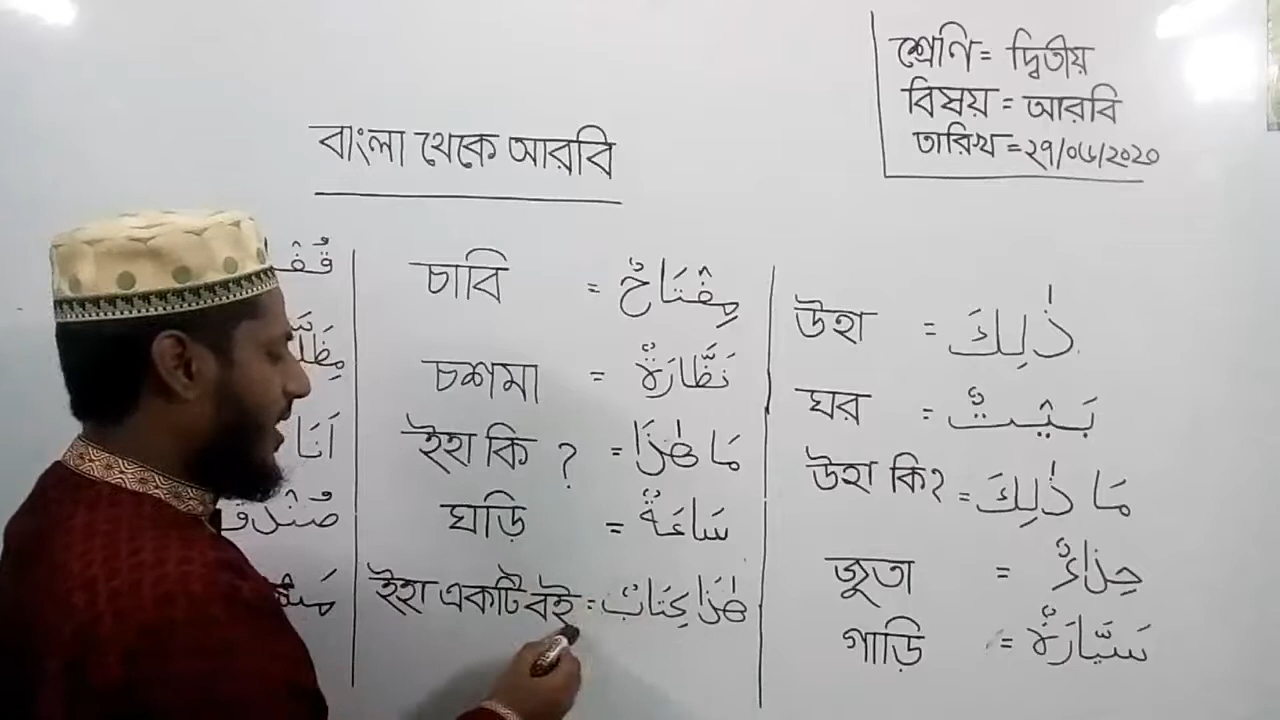 শ্রেণি = দ্বিতীয়
বিষয় = আরবি
তারিখ = ২৭/০৬/২০২০
বাংলা থেকে আরবি
চাবি = مِفْتَاحٌ
চশমা = نَظَّارَةٌ
ইহা কি ? = مَا هٰذَا
ঘড়ি = سَاعَةٌ
ইহা একটি বই = هٰذَا كِتَابٌ
উহা = ذٰلِكَ
ঘর = بَيْتٌ
উহা কি? = مَا ذٰلِكَ
জুতা = حِذَاءٌ
গাড়ি = سَيَّارَةٌ
اَنَا